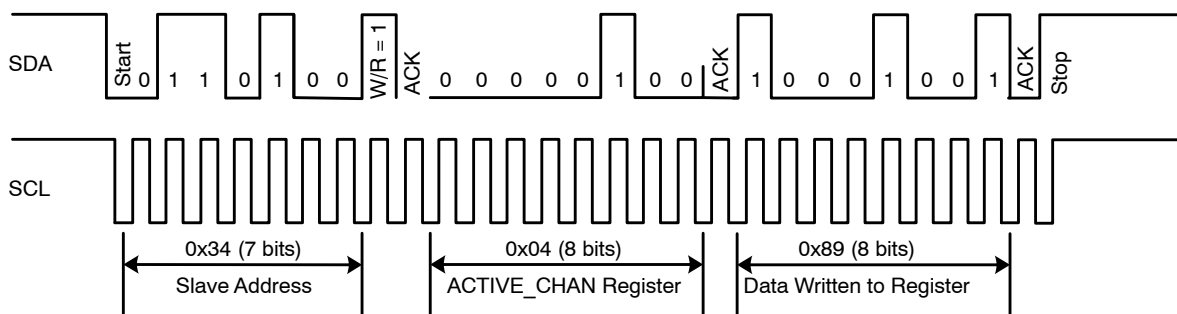 SDA
Start 0 1 1 0 1 0 0 W/R = 1 ACK 0 0 0 0 0 1 0 0 ACK 1 0 0 0 1 0 0 1 ACK Stop
SCL
0x34 (7 bits) 0x04 (8 bits) 0x89 (8 bits)
Slave Address ACTIVE_CHAN Register Data Written to Register